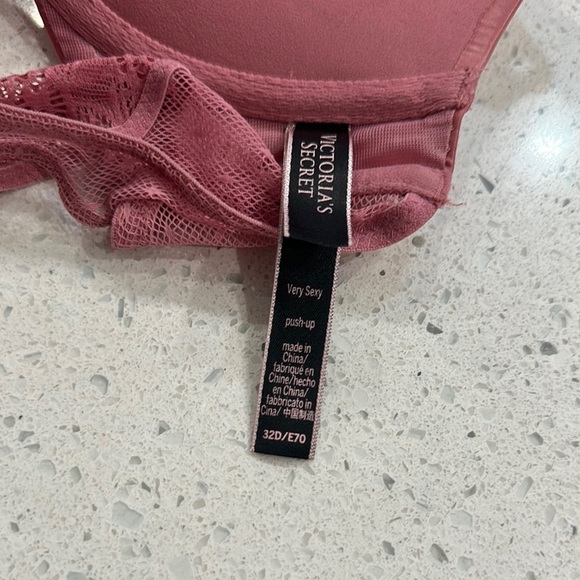 VICTORIA'S
SECRET
Very Sexy
push-up
made in
China/
fabriqué en
Chine/hecho
en China/
fabbricato in
Cina/ 中国制造
32D/E70